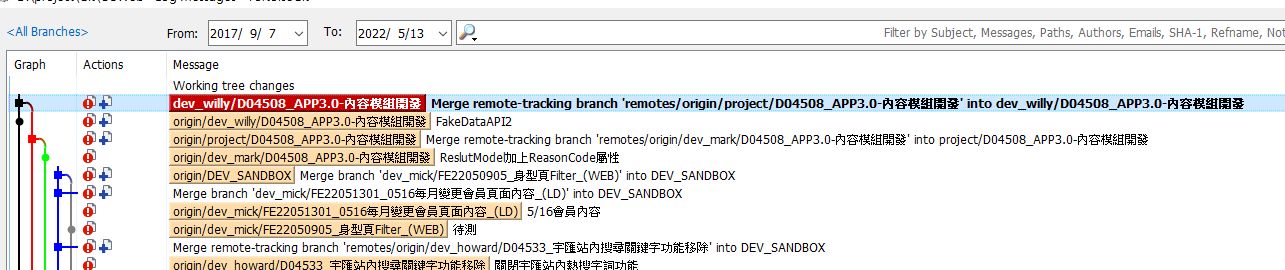 <All Branches>
From: 2017/ 9/ 7 To: 2022/ 5/13
Filter by Subject, Messages, Paths, Authors, Emails, SHA-1, Refname, Not
Graph Actions Message
Working tree changes
dev_willy/D04508_APP3.0-內容模組開發 Merge remote-tracking branch 'remotes/origin/project/D04508_APP3.0-內容模組開發' into dev_willy/D04508_APP3.0-內容模組開發
origin/dev_willy/D04508_APP3.0-內容模組開發 FakeDataAPI2
origin/project/D04508_APP3.0-內容模組開發 Merge remote-tracking branch 'remotes/origin/dev_mark/D04508_APP3.0-內容模組開發' into project/D04508_APP3.0-內容模組開發
origin/dev_mark/D04508_APP3.0-內容模組開發 ReslutMode加上ReasonCode屬性
origin/DEV_SANDBOX Merge branch 'dev_mick/FE22050905_身型頁Filter_(WEB)' into DEV_SANDBOX
Merge branch 'dev_mick/FE22051301_0516每月變更會員頁面內容_(LD)' into DEV_SANDBOX
origin/dev_mick/FE22051301_0516每月變更會員頁面內容_(LD) 5/16會員內容
origin/dev_mick/FE22050905_身型頁Filter_(WEB) 待測
Merge remote-tracking branch 'remotes/origin/dev_howard/D04533_宇匯站內搜尋關鍵字功能移除' into DEV_SANDBOX
origin/dev_howard/D04533_宇匯站內搜尋關鍵字功能移除 關閉宇匯站內熱搜字詞功能